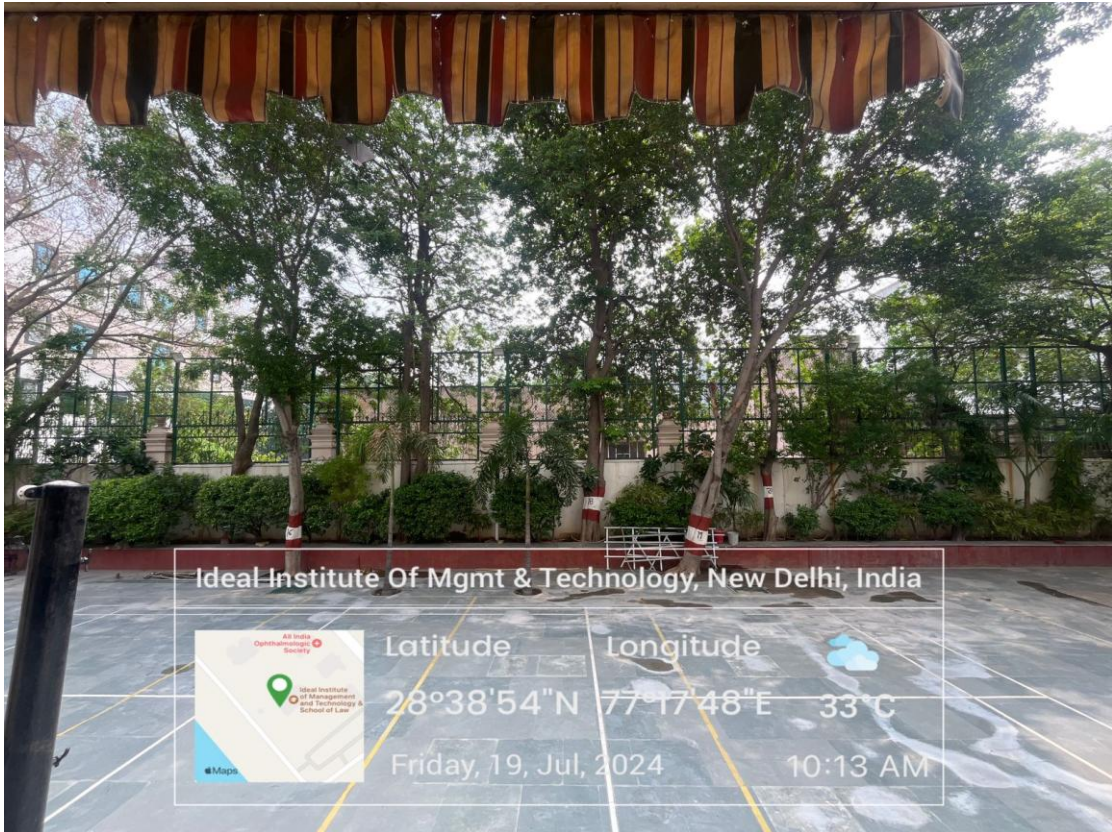 Ideal Institute Of Mgmt & Technology, New Delhi, India
All India
Ophthalmologic
Society
Ideal Institute
of Management
and Technology &
School of Law
Maps
Latitude
28°38'54"N
Longitude
77°17'48"E
33°C
Friday, 19, Jul, 2024
10:13 AM